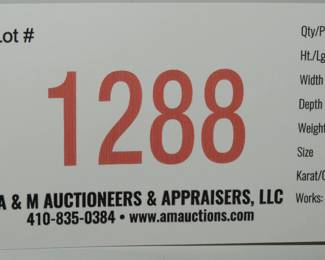 Lot #
1288
A & M AUCTIONEERS & APPRAISERS, LLC
410-835-0384 • www.amauctions.com
Qty/P
Ht./Lg
Width
Depth
Weight
Size
Karat/C
Works: